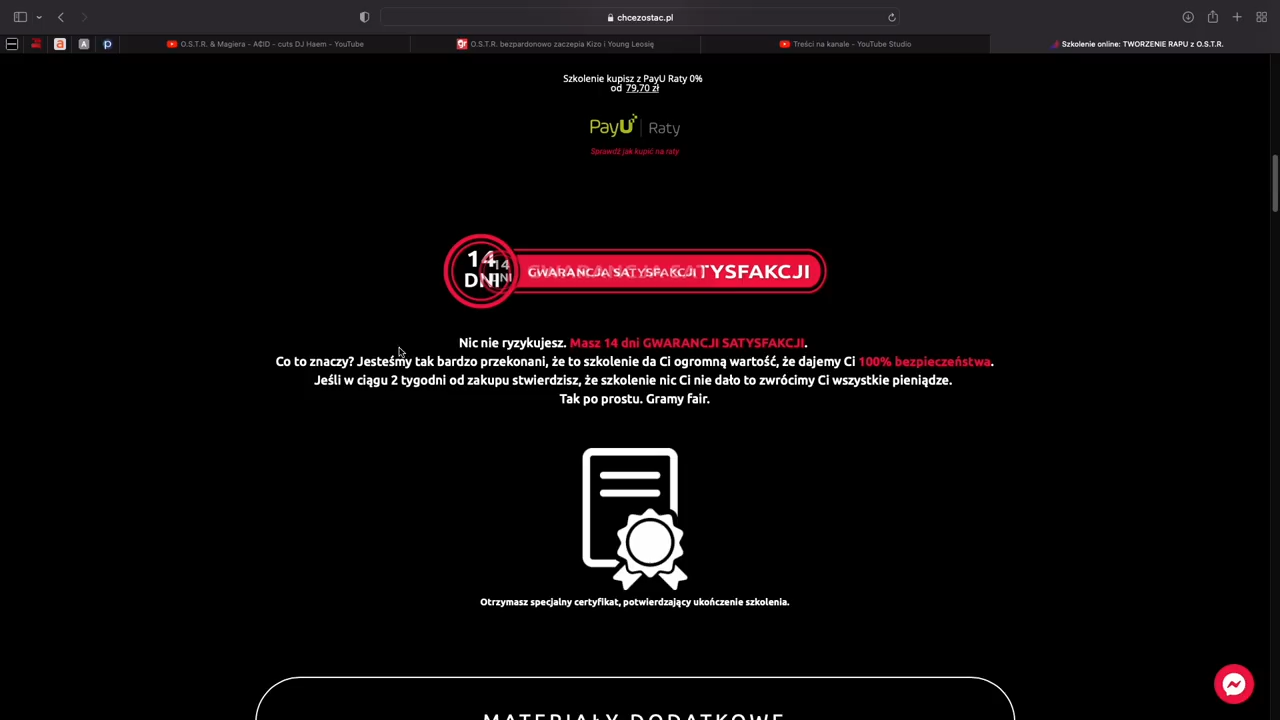 chcezostac.pl
O.S.T.R. & Magiera - A₵ID - cuts DJ Haem - YouTube
O.S.T.R. bezpardonowo zaczepia Kizo i Young Leosię
Treści na kanale - YouTube Studio
Szkolenie online: TWORZENIE RAPU z O.S.T.R.
Szkolenie kupisz z PayU Raty 0%
od 79,70 zł
PayU Raty
Sprawdź jak kupić na raty
14 DNI GWARANCJA SATYSFAKCJI
Nic nie ryzykujesz. Masz 14 dni GWARANCJI SATYSFAKCJI.
Co to znaczy? Jesteśmy tak bardzo przekonani, że to szkolenie da Ci ogromną wartość, że dajemy Ci 100% bezpieczeństwa.
Jeśli w ciągu 2 tygodni od zakupu stwierdzisz, że szkolenie nic Ci nie dało to zwrócimy Ci wszystkie pieniądze.
Tak po prostu. Gramy fair.
Otrzymasz specjalny certyfikat, potwierdzający ukończenie szkolenia.
MATERIAŁY DODATKOWE